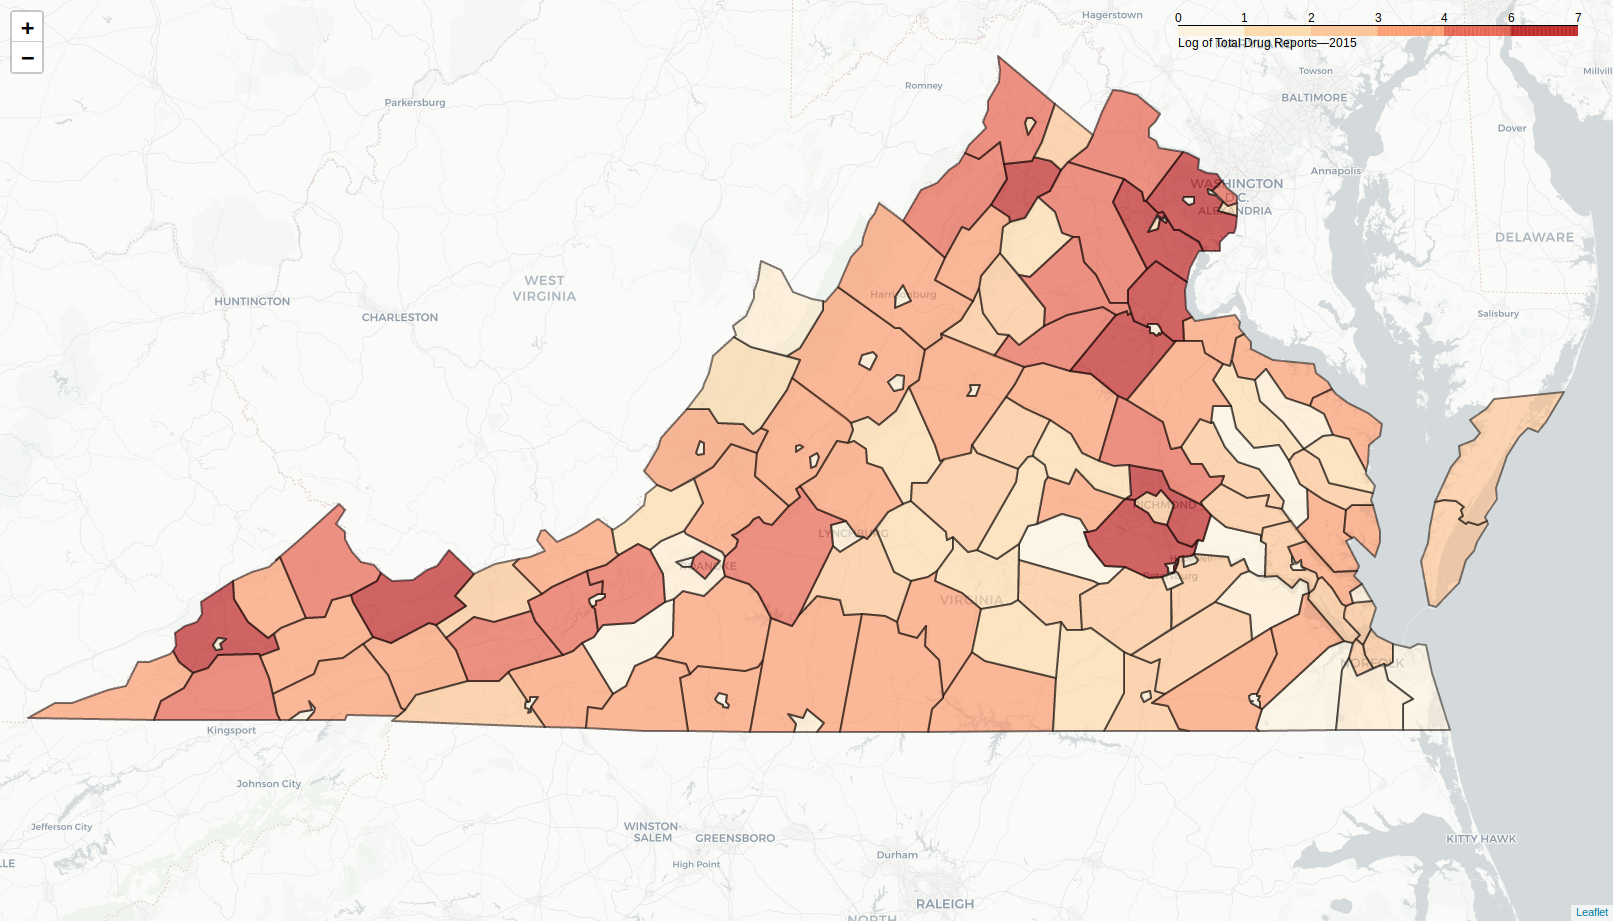 +
−
Hagerstown
0 1 2 3 4 6 7
Log of Total Drug Reports—2015
Towson
Millvill
Romney
BALTIMORE
Parkersburg
Dover
Annapolis
WASHINGTON
D.C.
ALEXANDRIA
DELAWARE
WEST
VIRGINIA
Harrisonburg
HUNTINGTON
CHARLESTON
Salisbury
RICHMOND
LYNCHBURG
ROANOKE
Petersburg
VIRGINIA
NORFOLK
Kingsport
Johnson City
Jefferson City
WINSTON-
SALEM
GREENSBORO
KITTY HAWK
High Point
Durham
LLE
RALEIGH
NORTH
Leaflet